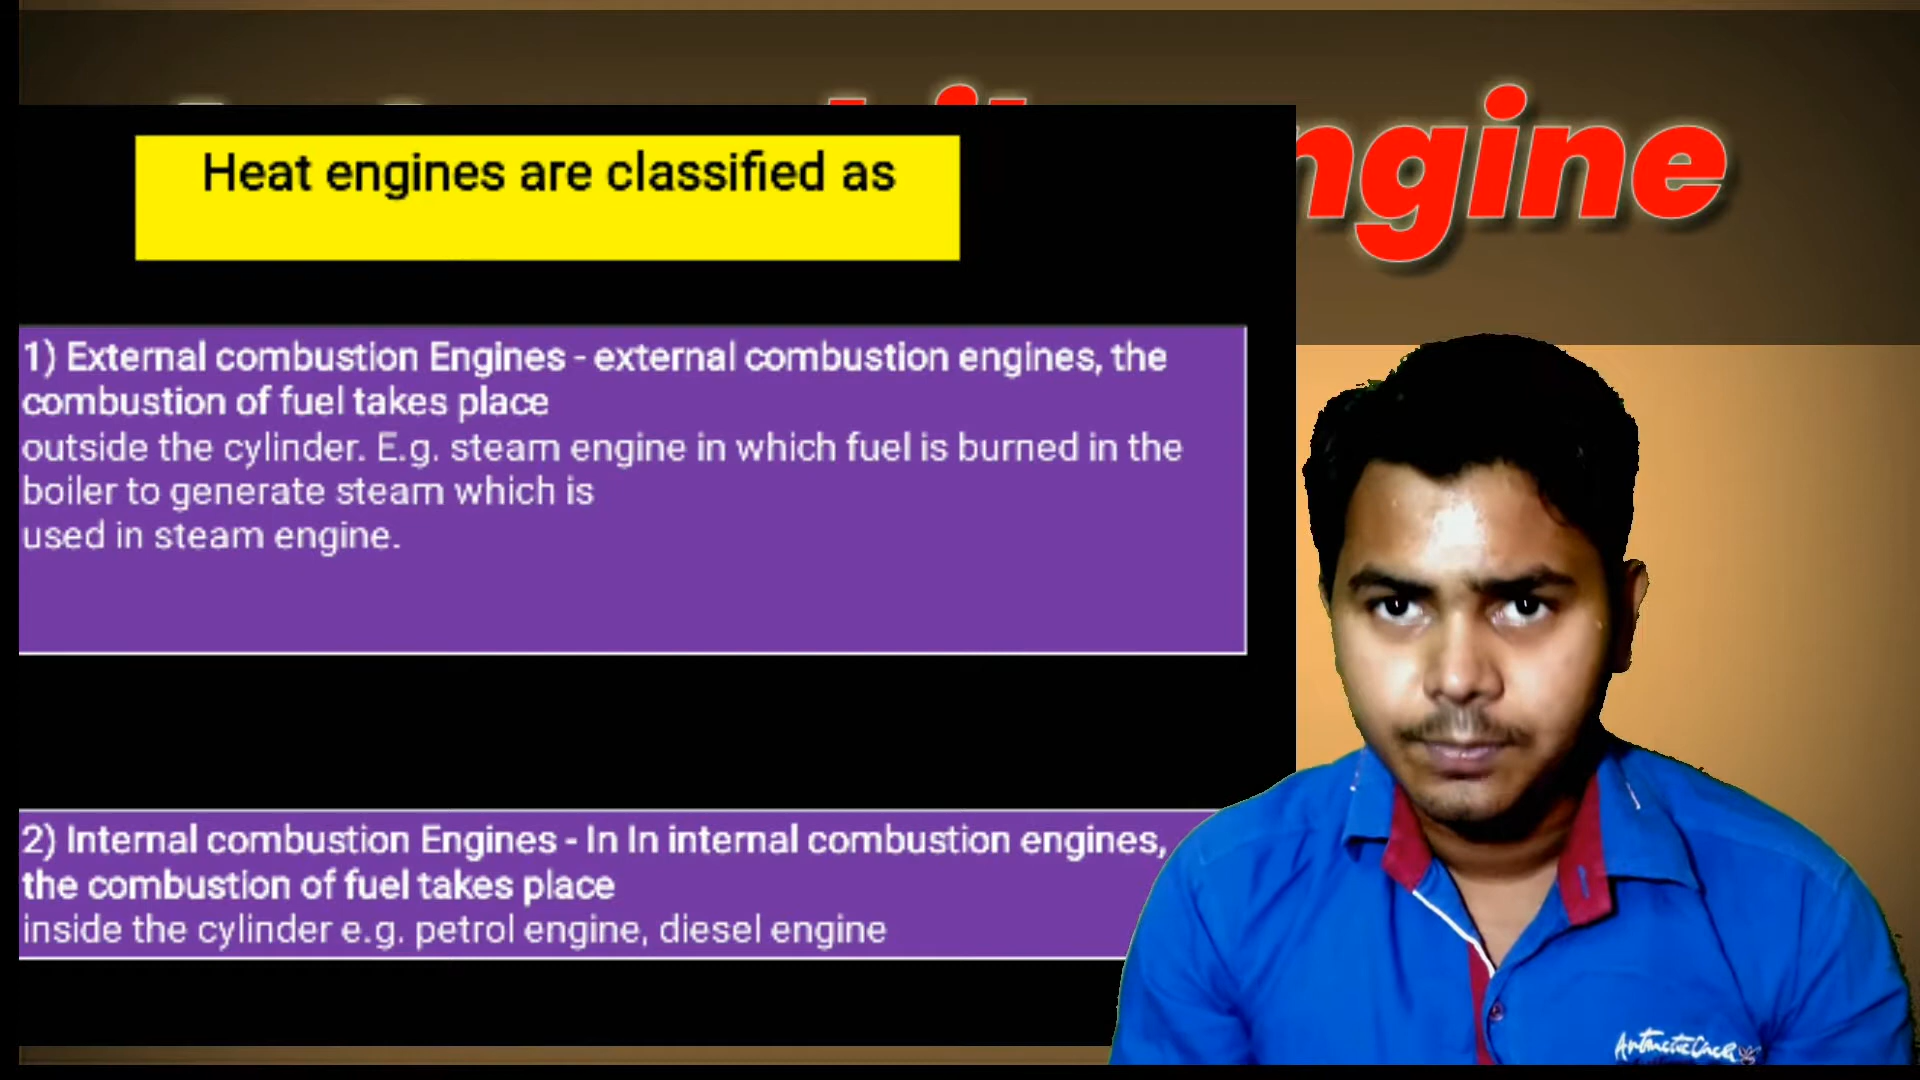 ngine
Heat engines are classified as
1) External combustion Engines - external combustion engines, the
combustion of fuel takes place
outside the cylinder. E.g. steam engine in which fuel is burned in the
boiler to generate steam which is
used in steam engine.
2) Internal combustion Engines - In In internal combustion engines,
the combustion of fuel takes place
inside the cylinder e.g. petrol engine, diesel engine